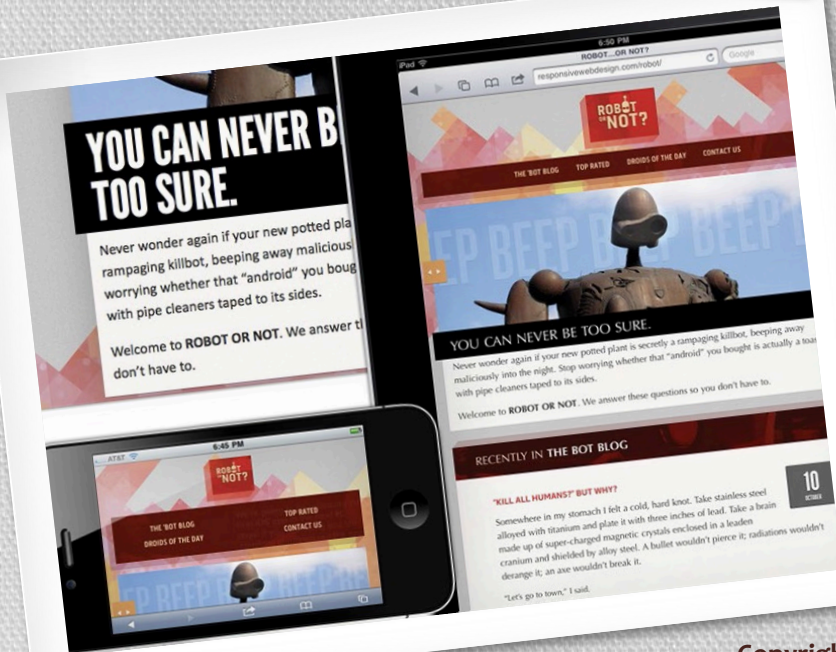 YOU CAN NEVER B
TOO SURE.
Never wonder again if your new potted pla
rampaging killbot, beeping away malicious
worrying whether that "android" you boug
with pipe cleaners taped to its sides.
Welcome to ROBOT OR NOT. We answer t
don't have to.
iPad
6:50 PM
ROBOT...OR NOT?
responsivewebdesign.com/robot/
Google
ROBOT
OR NOT?
THE 'BOT BLOG
TOP RATED
DROIDS OF THE DAY
CONTACT US
EP BEEP B BEEP
YOU CAN NEVER BE TOO SURE.
Never wonder again if your new potted plant is secretly a rampaging killbot, beeping away
maliciously into the night. Stop worrying whether that "android" you bought is actually a toa
with pipe cleaners taped to its sides.
Welcome to ROBOT OR NOT. We answer these questions so you don't have to.
RECENTLY IN THE BOT BLOG
"KILL ALL HUMANS?" BUT WHY?
10
OCTOBER
Somewhere in my stomach I felt a cold, hard knot. Take stainless steel
alloyed with titanium and plate it with three inches of lead. Take a brain
made up of super-charged magnetic crystals enclosed in a leaden
cranium and shielded by alloy steel. A bullet wouldn't pierce it; radiations wouldn't
derange it; an axe wouldn't break it.
"Let's go to town," I said.
AT&T
6:45 PM
ROBOT
OR NOT?
THE 'BOT BLOG
TOP RATED
DROIDS OF THE DAY
CONTACT US
EP BEEP BEEP
Copyrigh